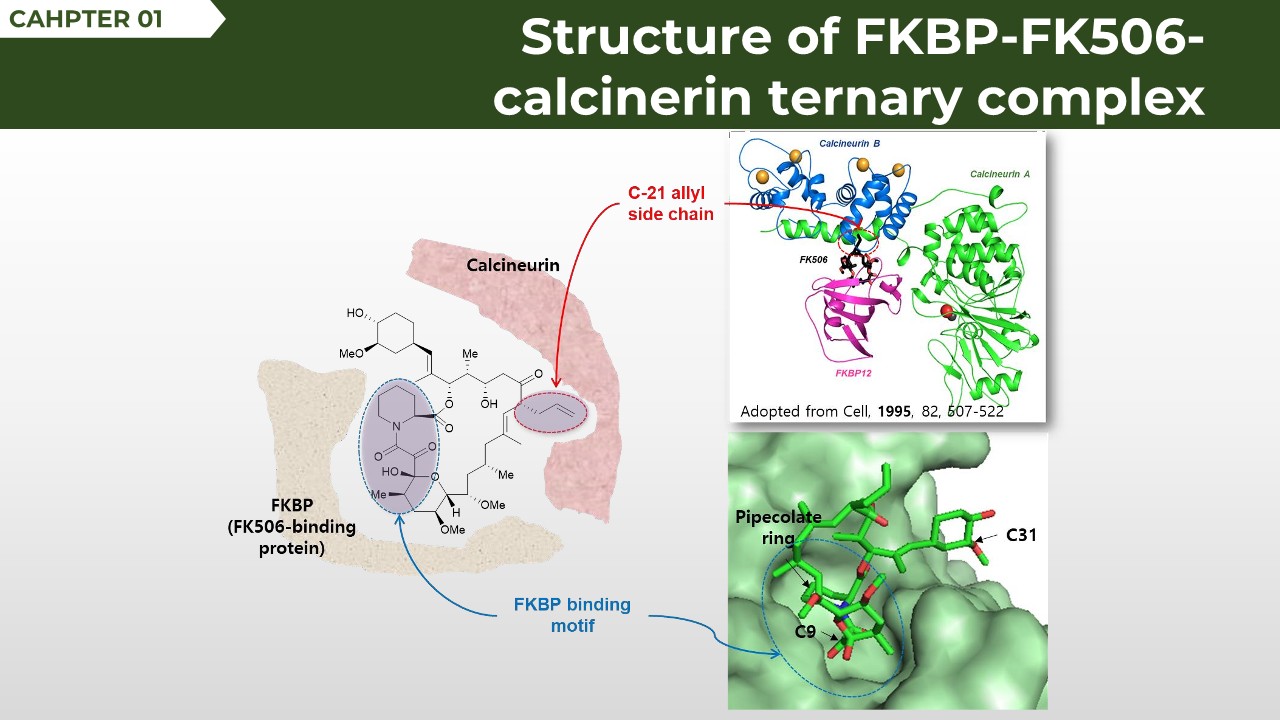 CAHPTER 01
Structure of FKBP-FK506-
calcinerin ternary complex
C-21 allyl
side chain
Calcineurin
HO
MeO
Me
O
O
OH
O
N
O
O
HO
O
Me
Me
H
OMe
OMe
FKBP
(FK506-binding
protein)
FKBP binding
motif
Calcineurin B
Calcineurin A
FK506
FKBP12
Adopted from Cell, 1995, 82, 507-522
Pipecolate
ring
C31
C9